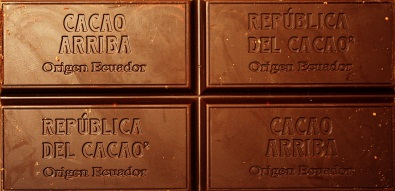 CACAO
ARRIBA
Origen Ecuador
REPÚBLICA
DEL CACAO®
Origen Ecuador
REPÚBLICA
DEL CACAO®
Origen Ecuador
CACAO
ARRIBA
Origen Ecuador